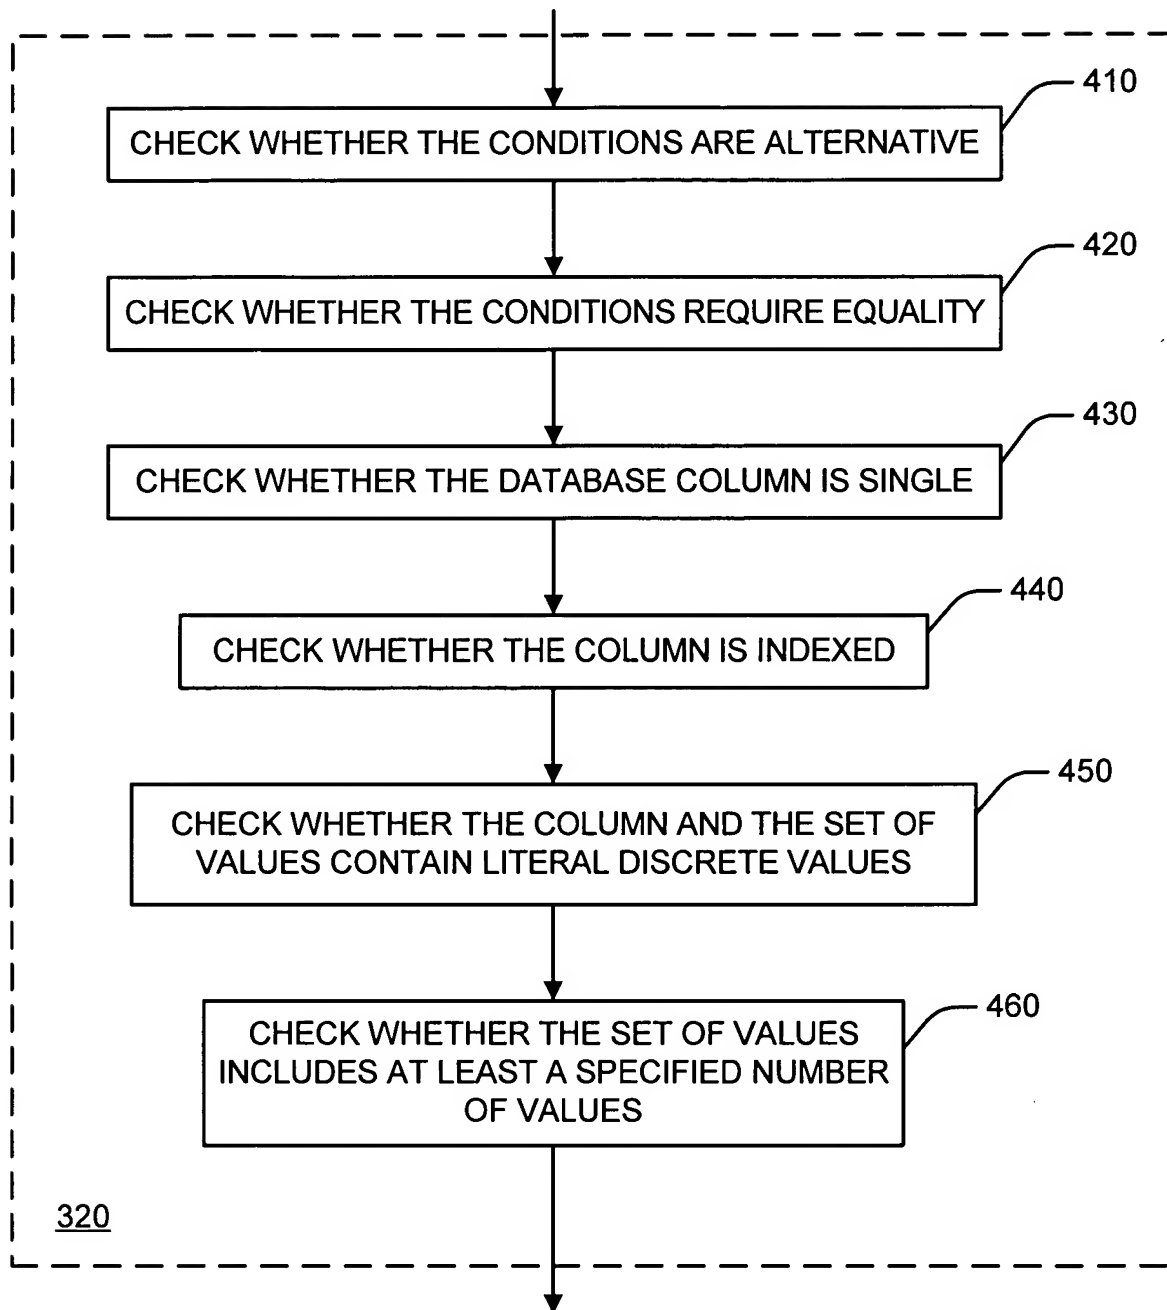 410
CHECK WHETHER THE CONDITIONS ARE ALTERNATIVE
420
CHECK WHETHER THE CONDITIONS REQUIRE EQUALITY
430
CHECK WHETHER THE DATABASE COLUMN IS SINGLE
440
CHECK WHETHER THE COLUMN IS INDEXED
450
CHECK WHETHER THE COLUMN AND THE SET OF
VALUES CONTAIN LITERAL DISCRETE VALUES
460
CHECK WHETHER THE SET OF VALUES
INCLUDES AT LEAST A SPECIFIED NUMBER
OF VALUES
320